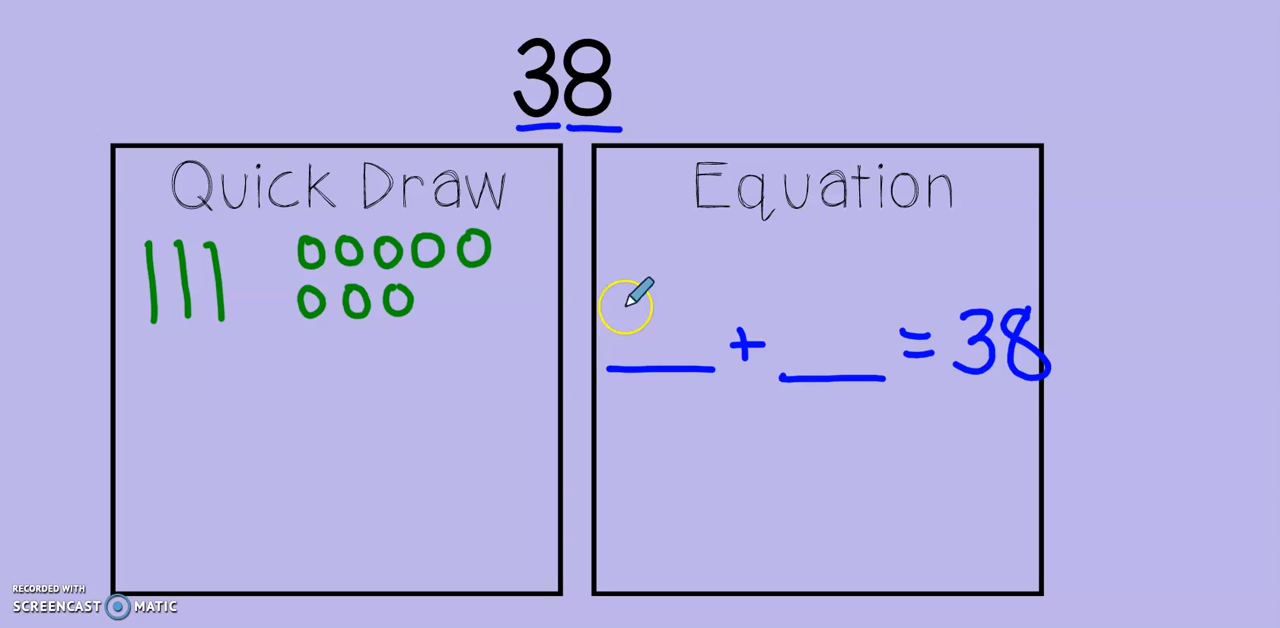 38
Quick Draw
Equation
___ + ___ = 38
RECORDED WITH
SCREENCAST MATIC